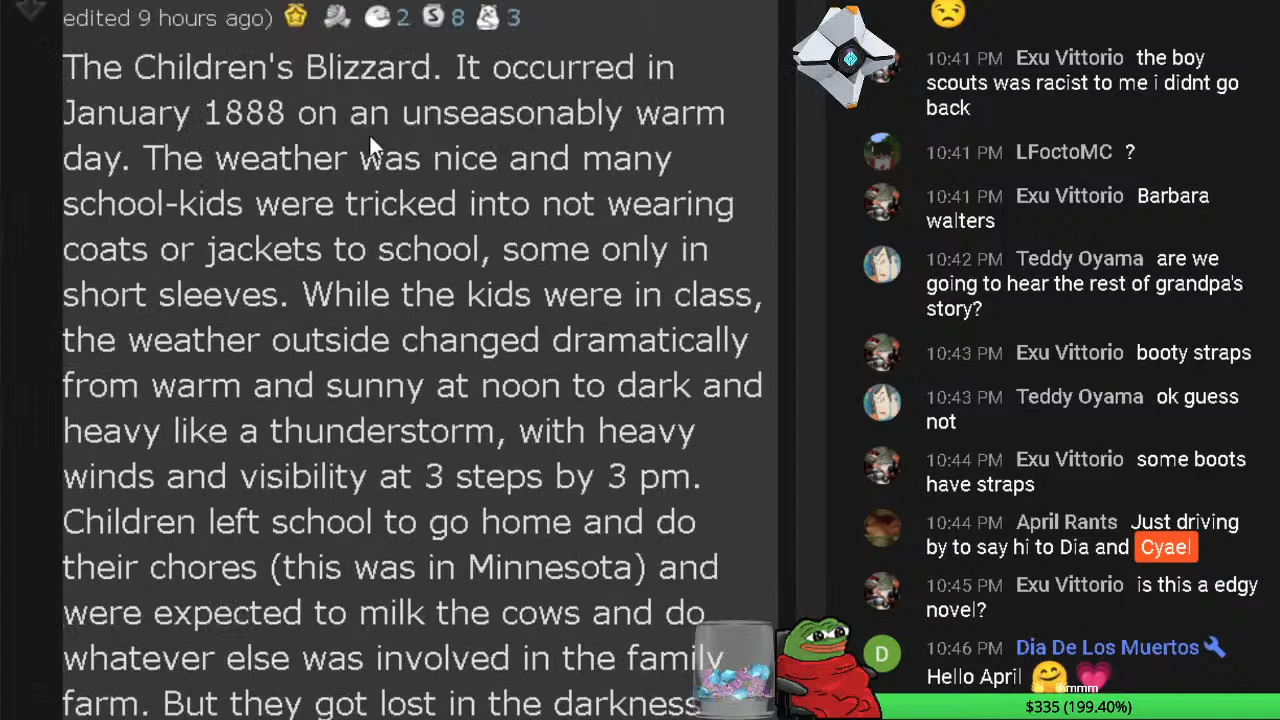 edited 9 hours ago) 2 8 3
The Children's Blizzard. It occurred in
January 1888 on an unseasonably warm
day. The weather was nice and many
school-kids were tricked into not wearing
coats or jackets to school, some only in
short sleeves. While the kids were in class,
the weather outside changed dramatically
from warm and sunny at noon to dark and
heavy like a thunderstorm, with heavy
winds and visibility at 3 steps by 3 pm.
Children left school to go home and do
their chores (this was in Minnesota) and
were expected to milk the cows and do
whatever else was involved in the family
farm. But they got lost in the darkness
10:41 PM Exu Vittorio the boy
scouts was racist to me i didnt go
back
10:41 PM LFoctoMC ?
10:41 PM Exu Vittorio Barbara
walters
10:42 PM Teddy Oyama are we
going to hear the rest of grandpa's
story?
10:43 PM Exu Vittorio booty straps
10:43 PM Teddy Oyama ok guess
not
10:44 PM Exu Vittorio some boots
have straps
10:44 PM April Rants Just driving
by to say hi to Dia and Cyael
10:45 PM Exu Vittorio is this a edgy
novel?
D
10:46 PM Dia De Los Muertos
Hello April
$335 (199.40%)